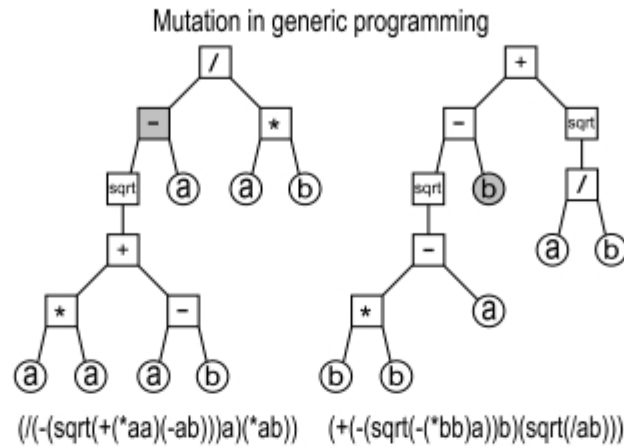 Mutation in generic programming
/ +
- * - sqrt
sqrt a a b sqrt b /
+ - a b
* - * a
a a a b b b
(/(-(sqrt(+(*aa)(-ab)))a)(*ab)) (+(-(sqrt(-(*bb)a))b)(sqrt(/ab)))